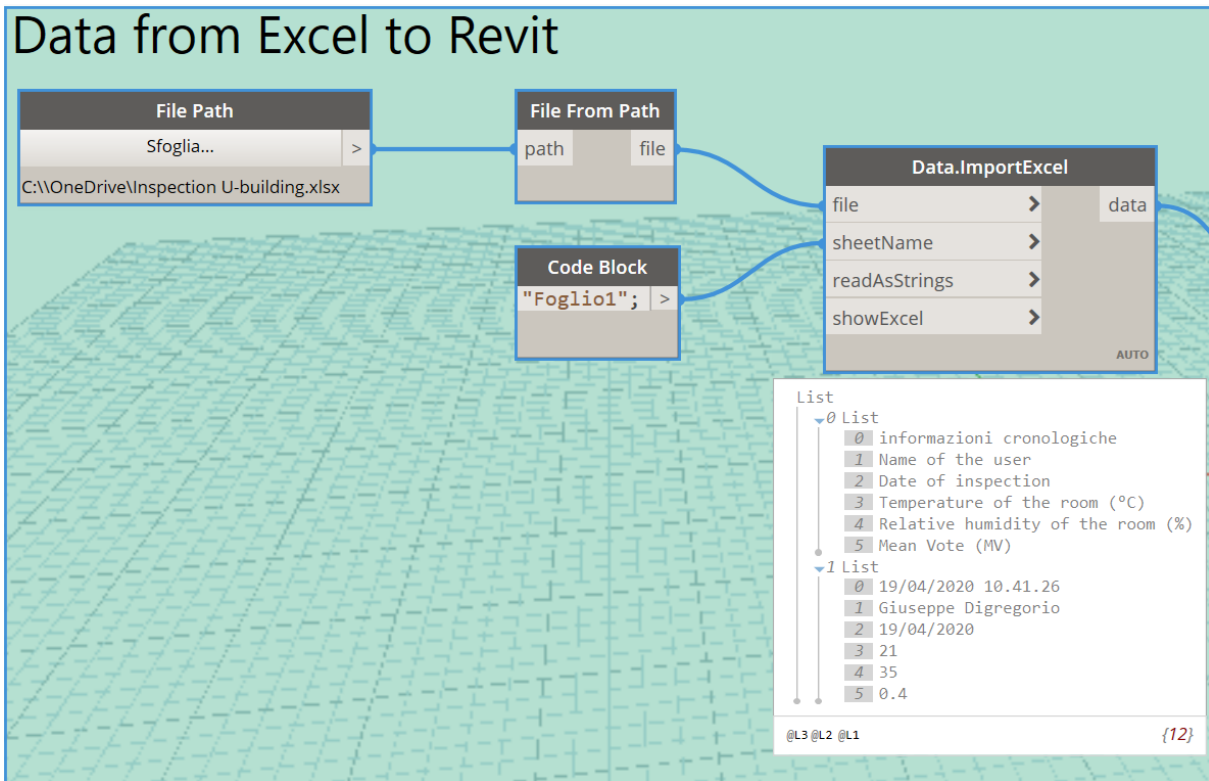 Data from Excel to Revit
File Path
Sfoglia... >
C:\\OneDrive\Inspection U-building.xlsx
File From Path
path file
Code Block
"Foglio1"; >
Data.ImportExcel
file data
sheetName
readAsStrings
showExcel
AUTO
List
0 List
0 informazioni cronologiche
1 Name of the user
2 Date of inspection
3 Temperature of the room (°C)
4 Relative humidity of the room (%)
5 Mean Vote (MV)
1 List
0 19/04/2020 10.41.26
1 Giuseppe Digregorio
2 19/04/2020
3 21
4 35
5 0.4
@L3 @L2 @L1 {12}